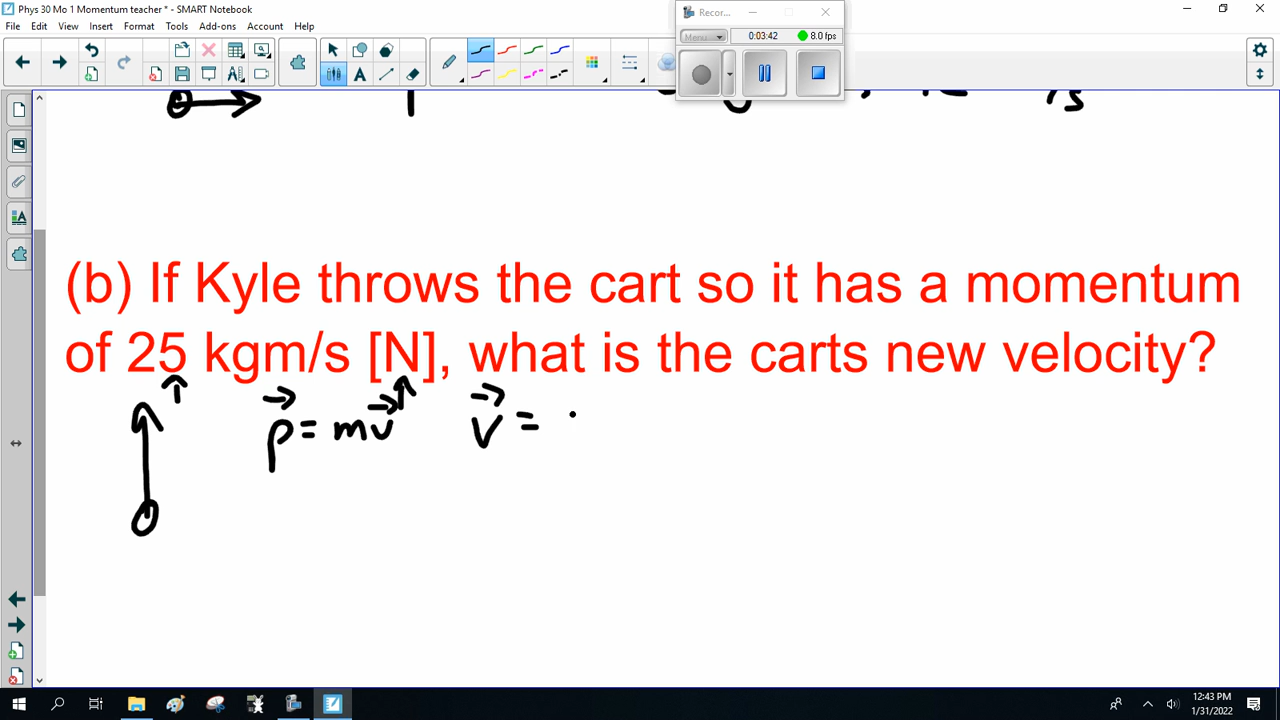 Phys 30 Mo 1 Momentum teacher * - SMART Notebook
File Edit View Insert Format Tools Add-ons Account Help
Recor...
Menu
0:03:42
8.0 fps
(b) If Kyle throws the cart so it has a momentum
of 25 kgm/s [N], what is the carts new velocity?
p = mv
v =
12:43 PM
1/31/2022